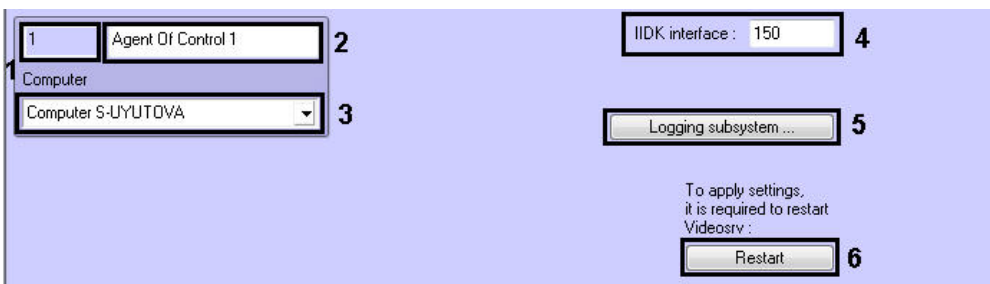 1 Agent Of Control 1 2
1
Computer
Computer S-UYUTOVA 3
IIDK interface : 150 4
Logging subsystem ... 5
To apply settings,
it is required to restart
Videosrv :
Restart 6